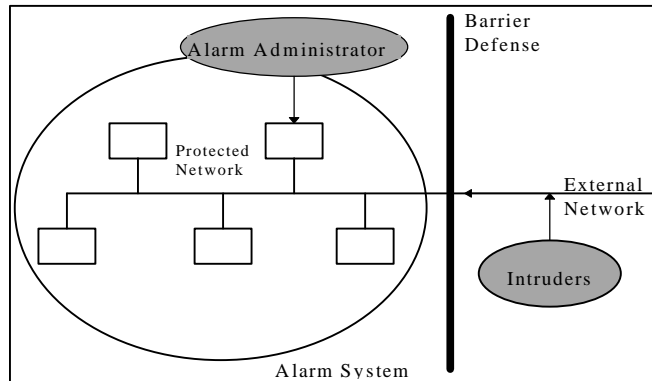 Alarm Administrator
Barrier
Defense
Protected
Network
External
Network
Intruders
Alarm System